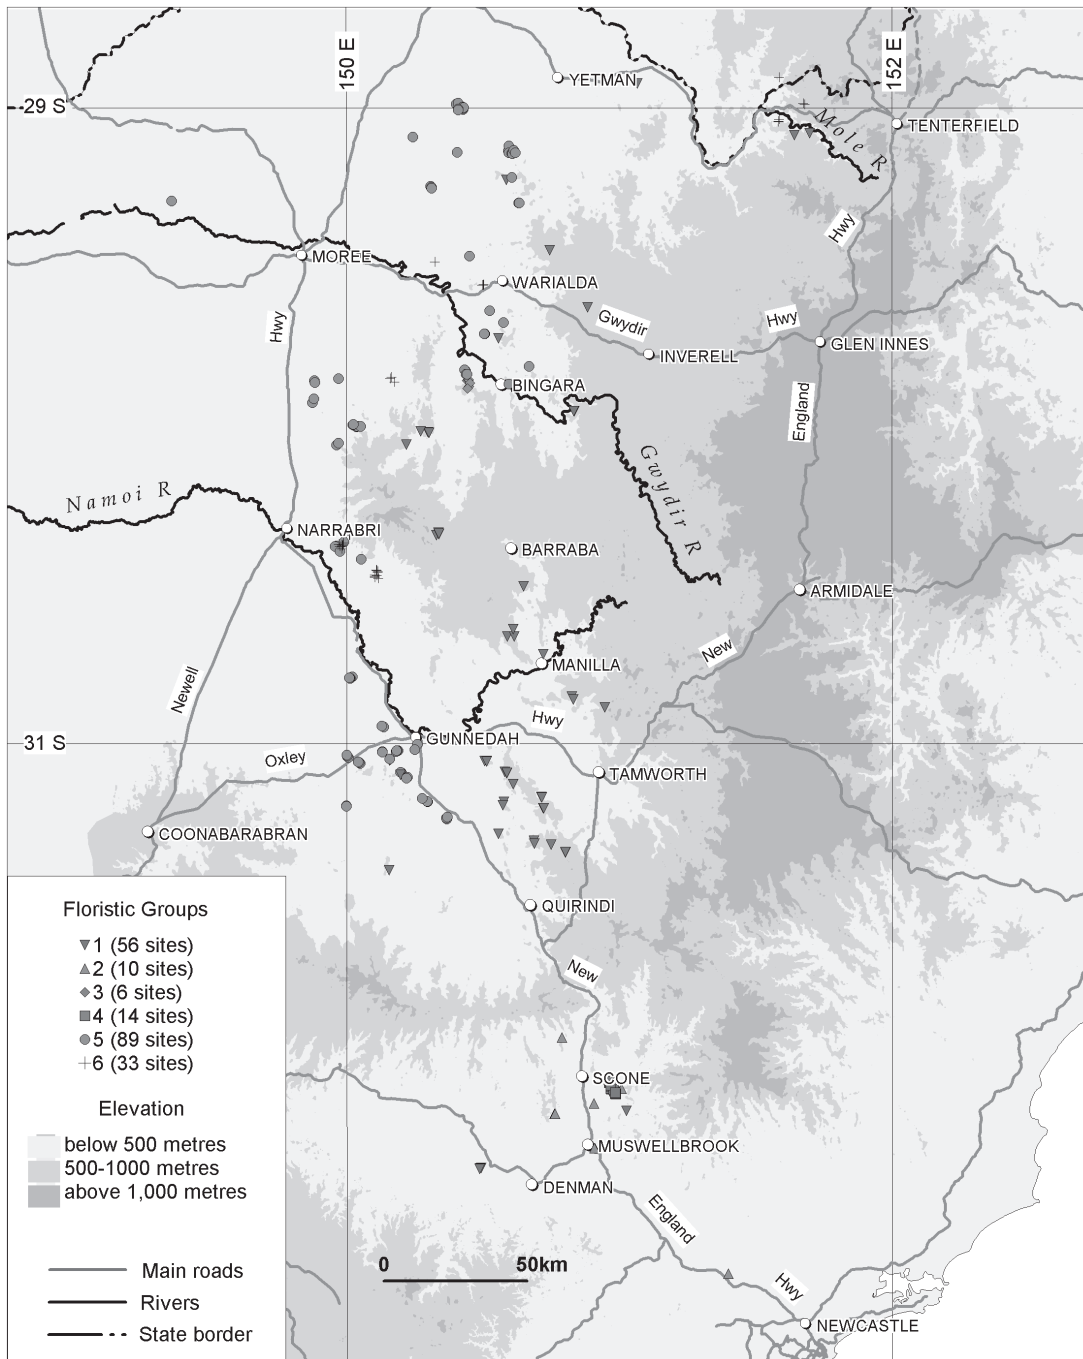 150 E
152 E
YETMAN
29 S
Mole R
TENTERFIELD
Hwy
MOREE
WARIALDA
Gwydir
Hwy
Hwy
GLEN INNES
INVERELL
BINGARA
England
Gwydir R
Namoi R
NARRABRI
BARRABA
ARMIDALE
New
MANILLA
Newell
Hwy
GUNNEDAH
31 S
Oxley
TAMWORTH
COONABARABRAN
QUIRINDI
New
SCONE
MUSWELLBROOK
DENMAN
England
Hwy
NEWCASTLE
Floristic Groups
1 (56 sites)
2 (10 sites)
3 (6 sites)
4 (14 sites)
5 (89 sites)
6 (33 sites)
Elevation
below 500 metres
500-1000 metres
above 1,000 metres
Main roads
Rivers
State border
0 50km